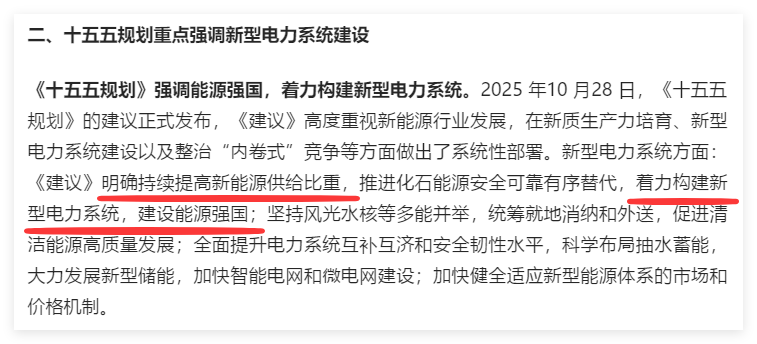 二、十五五规划重点强调新型电力系统建设
《十五五规划》强调能源强国，着力构建新型电力系统。2025 年10 月28 日，《十五五
规划》的建议正式发布，《建议》高度重视新能源行业发展，在新质生产力培育、新型
电力系统建设以及整治“内卷式”竞争等方面做出了系统性部署。新型电力系统方面：
《建议》明确持续提高新能源供给比重，推进化石能源安全可靠有序替代，着力构建新
型电力系统，建设能源强国；坚持风光水核等多能并举，统筹就地消纳和外送，促进清
洁能源高质量发展；全面提升电力系统互补互济和安全韧性水平，科学布局抽水蓄能，
大力发展新型储能，加快智能电网和微电网建设；加快健全适应新型能源体系的市场和
价格机制。